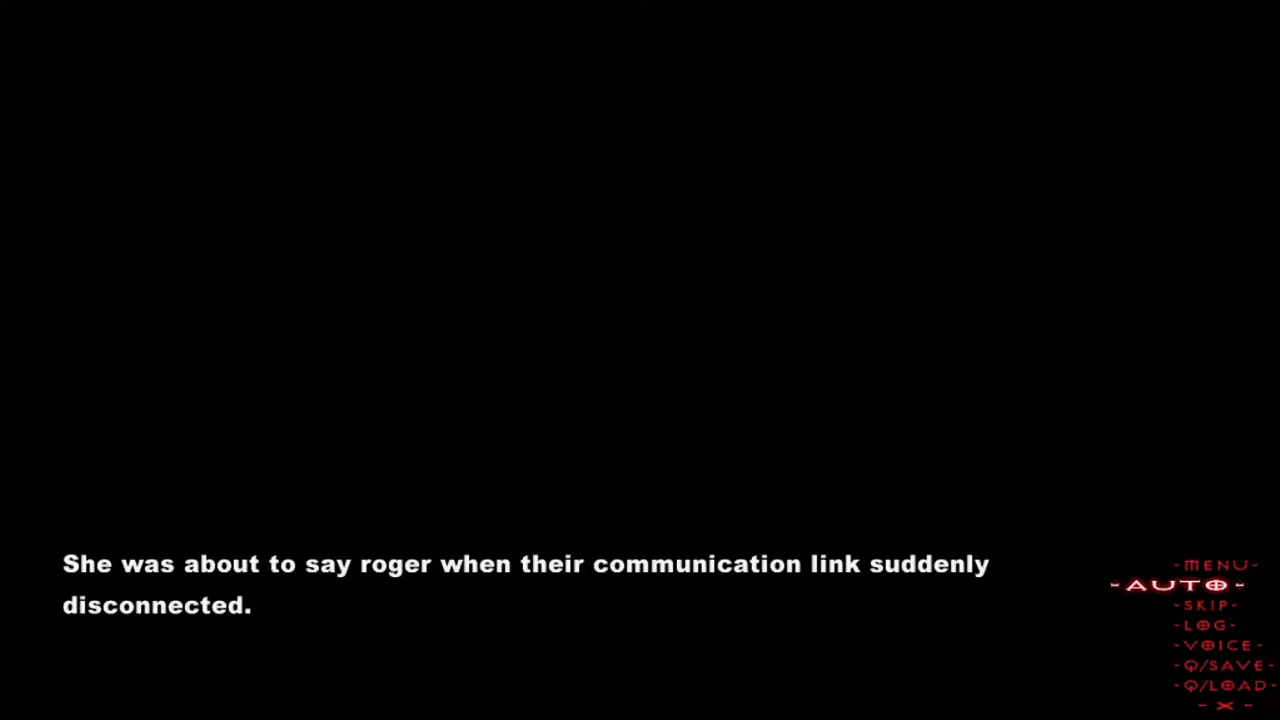 She was about to say roger when their communication link suddenly
disconnected.
-MENU-
-AUTO-
-SKIP-
-LOG-
-VOICE-
-Q/SAVE-
-Q/LOAD-
-X-